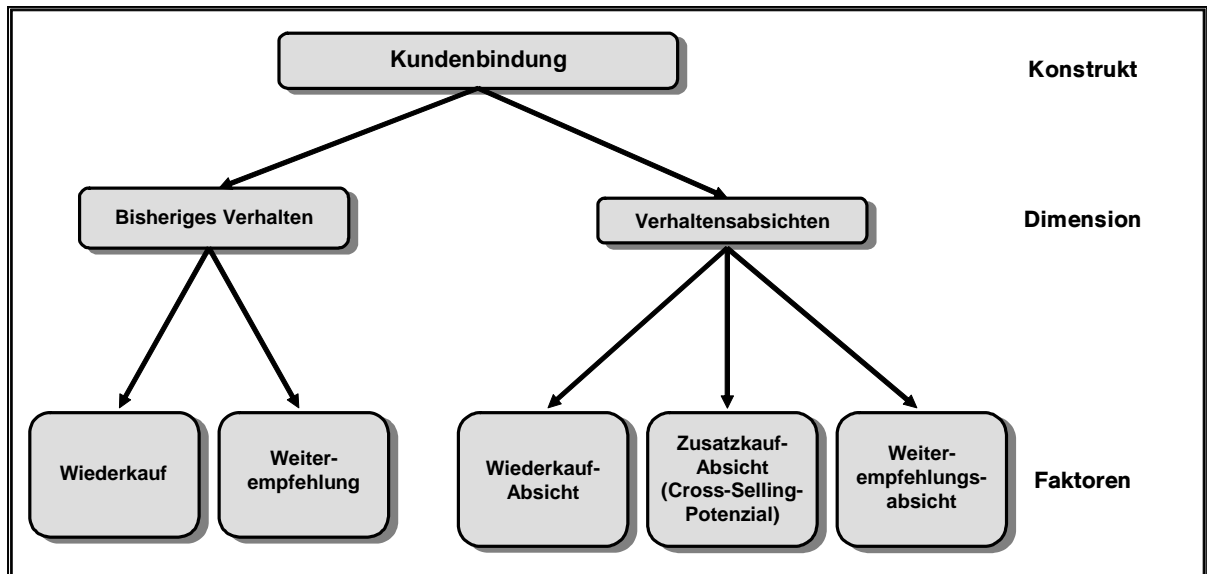 Kundenbindung
Konstrukt
Bisheriges Verhalten
Verhaltensabsichten
Dimension
Wiederkauf
Weiter-
empfehlung
Wiederkauf-
Absicht
Zusatzkauf-
Absicht
(Cross-Selling-
Potenzial)
Weiter-
empfehlungs-
absicht
Faktoren